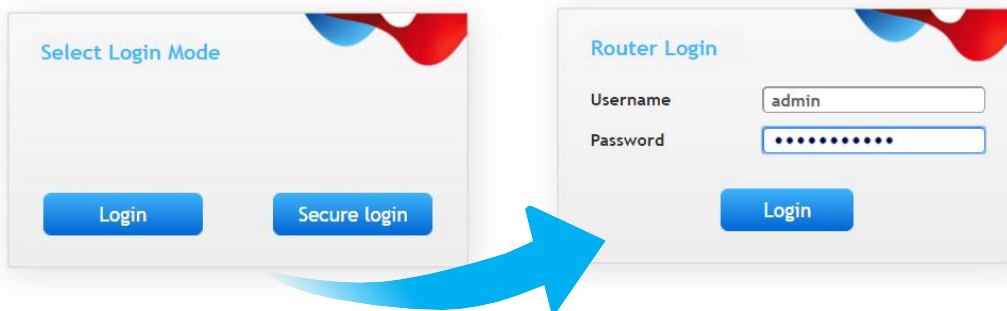 Select Login Mode
Login
Secure login
Router Login
Username
admin
Password
•••••••••••
Login